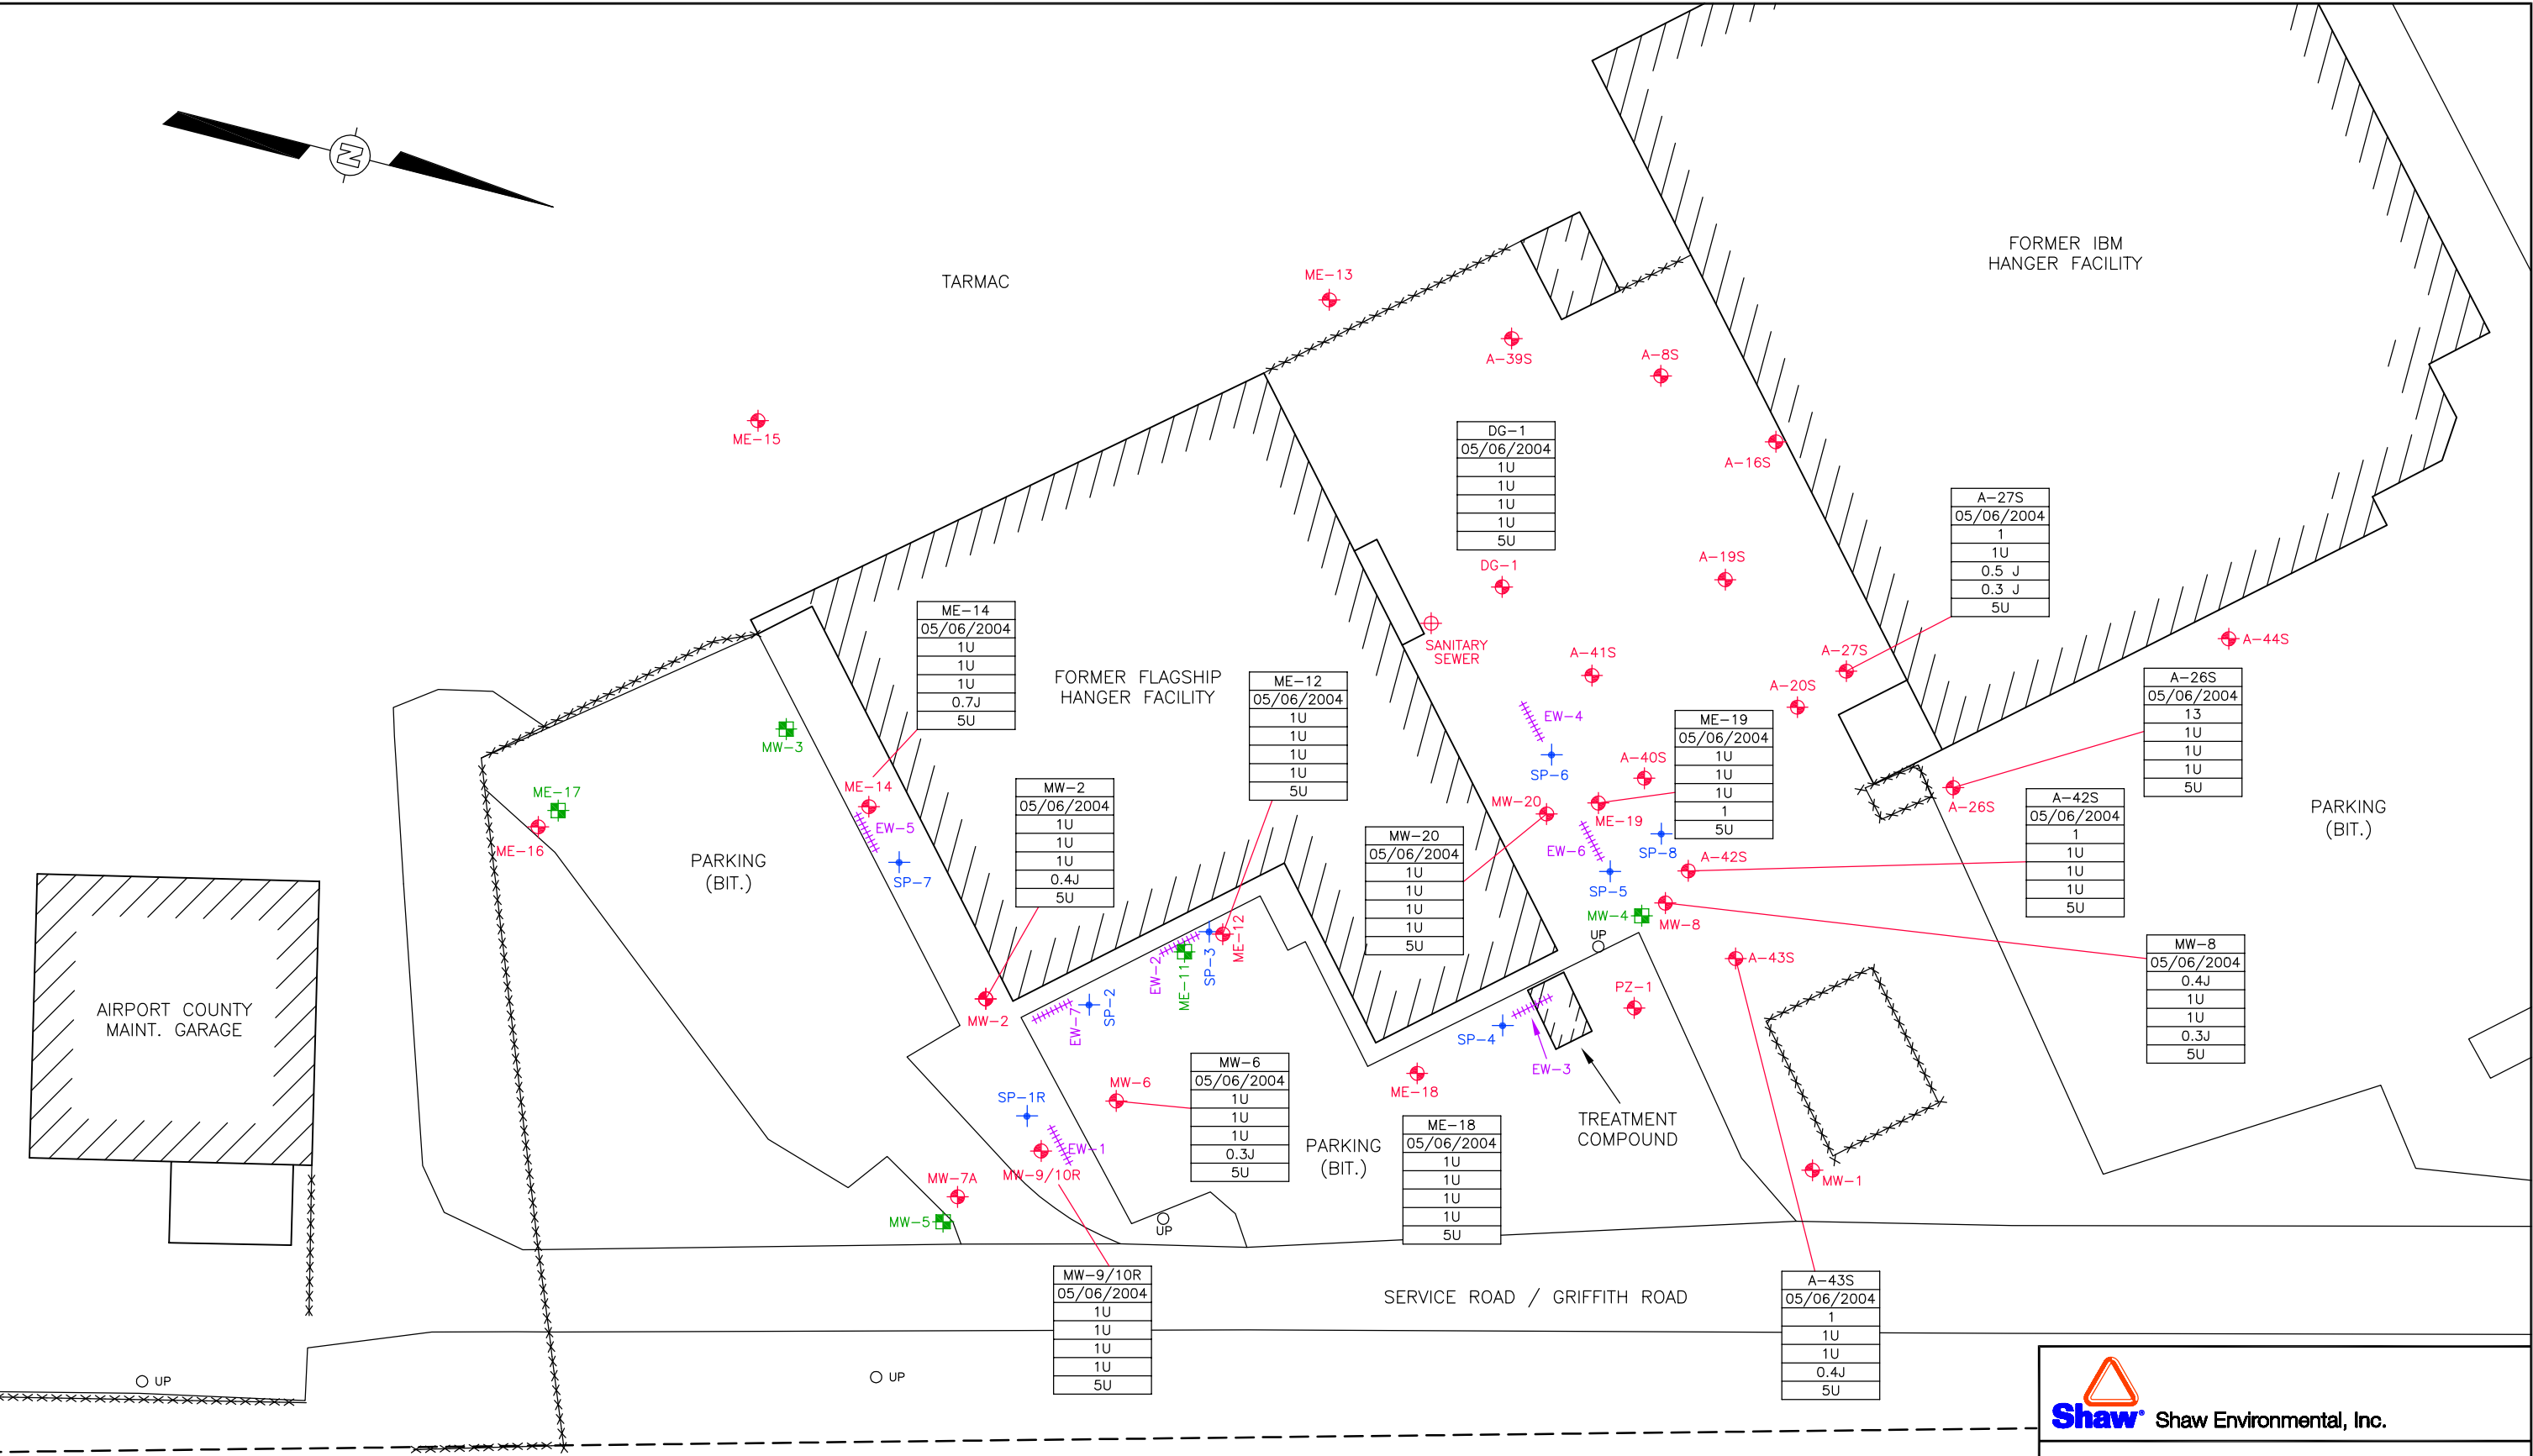 N
TARMAC
FORMER IBM
HANGER FACILITY
ME-13
A-39S
A-8S
ME-15
A-16S
DG-1
05/06/2004
1U
1U
1U
1U
5U
DG-1
A-19S
A-27S
05/06/2004
1
1U
0.5 J
0.3 J
5U
SANITARY
SEWER
A-41S
A-27S
A-20S
A-44S
ME-14
05/06/2004
1U
1U
1U
0.7J
5U
FORMER FLAGSHIP
HANGER FACILITY
ME-12
05/06/2004
1U
1U
1U
1U
5U
EW-4
SP-6
ME-19
05/06/2004
1U
1U
1U
1
5U
A-26S
05/06/2004
13
1U
1U
1U
5U
A-26S
MW-3
ME-17
ME-16
ME-14
EW-5
SP-7
MW-2
05/06/2004
1U
1U
1U
0.4J
5U
A-40S
MW-20
ME-19
EW-6
SP-8
SP-5
A-42S
MW-20
05/06/2004
1U
1U
1U
1U
5U
A-42S
05/06/2004
1
1U
1U
1U
5U
PARKING
(BIT.)
PARKING
(BIT.)
MW-4
MW-8
UP
A-43S
MW-8
05/06/2004
0.4J
1U
1U
0.3J
5U
AIRPORT COUNTY
MAINT. GARAGE
MW-2
EW-7
SP-2
EW-2
ME-11
SP-3
ME-12
PZ-1
SP-4
EW-3
TREATMENT
COMPOUND
ME-18
SP-1R
MW-6
EW-1
MW-9/10R
MW-7A
MW-5
MW-6
05/06/2004
1U
1U
1U
0.3J
5U
PARKING
(BIT.)
ME-18
05/06/2004
1U
1U
1U
1U
5U
MW-1
UP
MW-9/10R
05/06/2004
1U
1U
1U
1U
5U
SERVICE ROAD / GRIFFITH ROAD
A-43S
05/06/2004
1
1U
1U
0.4J
5U
UP
UP
Shaw® Shaw Environmental, Inc.